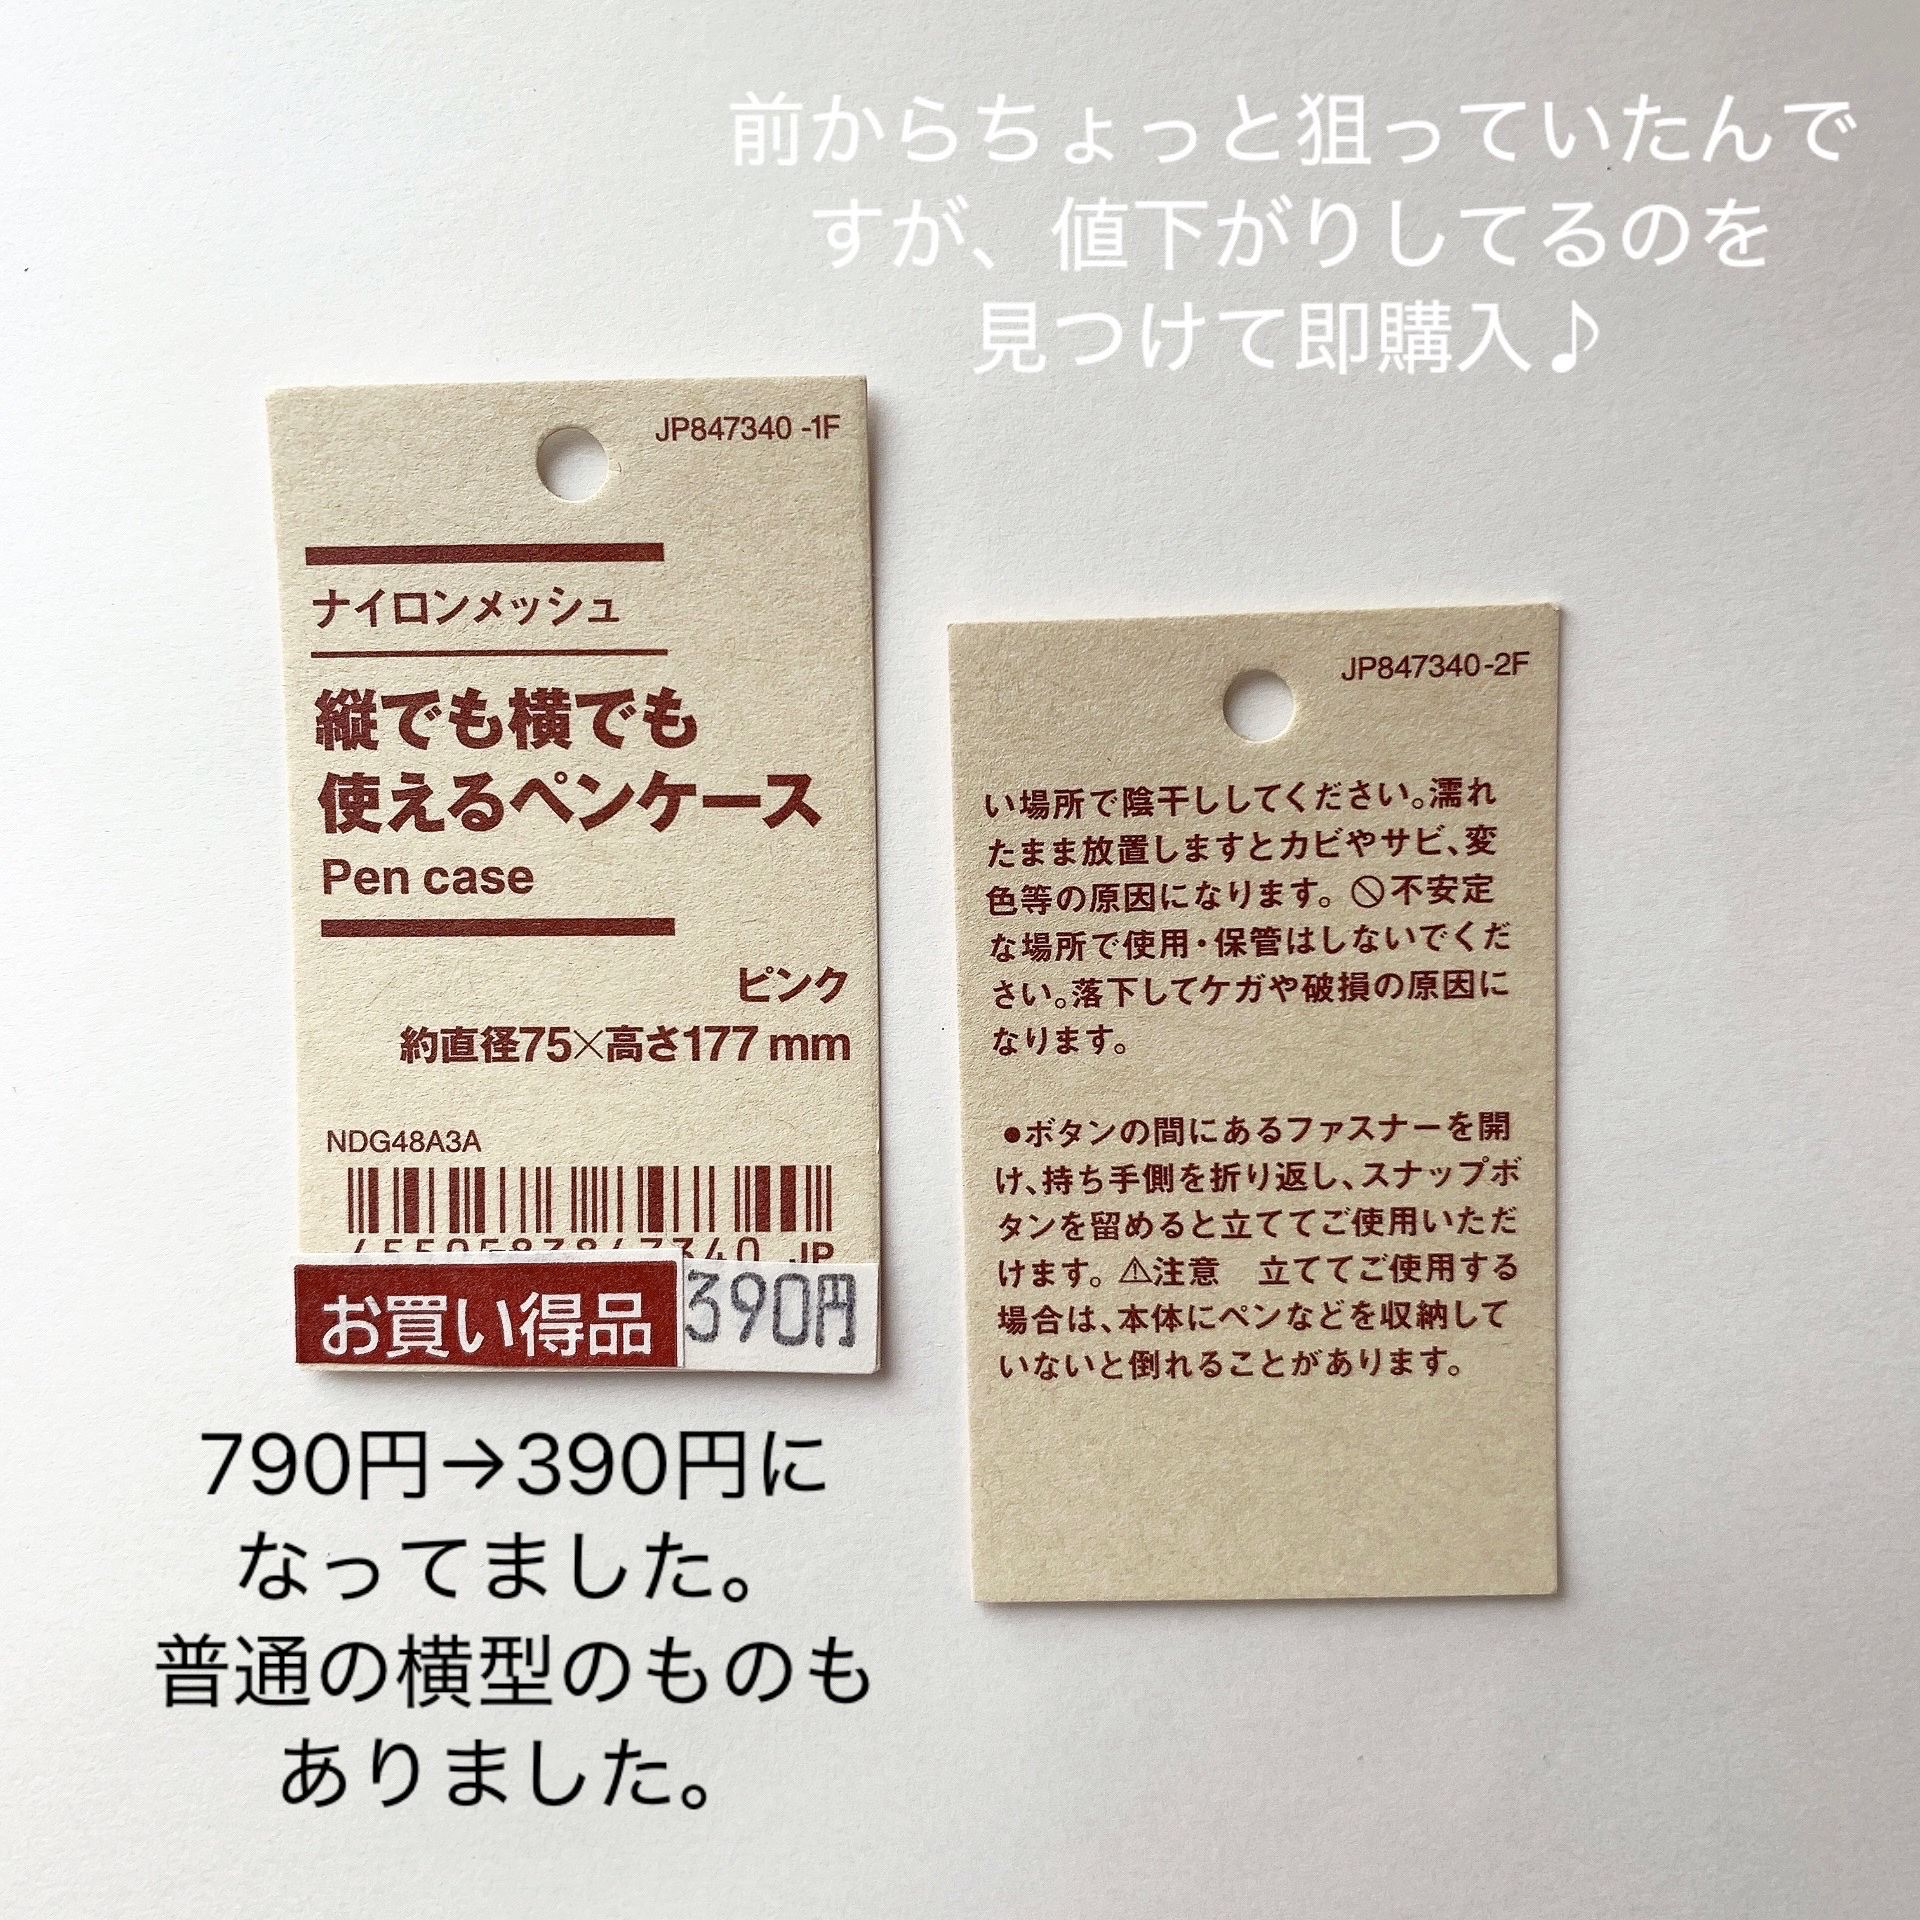 前からちょっと狙っていたんで
すが、値下がりしてるのを
見つけて即購入♪
JP847340 -1F
ナイロンメッシュ
縦でも横でも
使えるペンケース
Pen case
ピンク
約直径75×高さ177 mm
NDG48A3A
4550583847340 JP
お買い得品 390円
790円→390円に
なってました。
普通の横型のものも
ありました。
JP847340-2F
い場所で陰干ししてください。濡れ
たまま放置しますとカビやサビ、変
色等の原因になります。🚫不安定
な場所で使用・保管はしないでくだ
さい。落下してケガや破損の原因に
なります。
●ボタンの間にあるファスナーを開
け、持ち手側を折り返し、スナップボ
タンを留めると立ててご使用いただ
けます。⚠注意　立ててご使用する
場合は、本体にペンなどを収納して
いないと倒れることがあります。